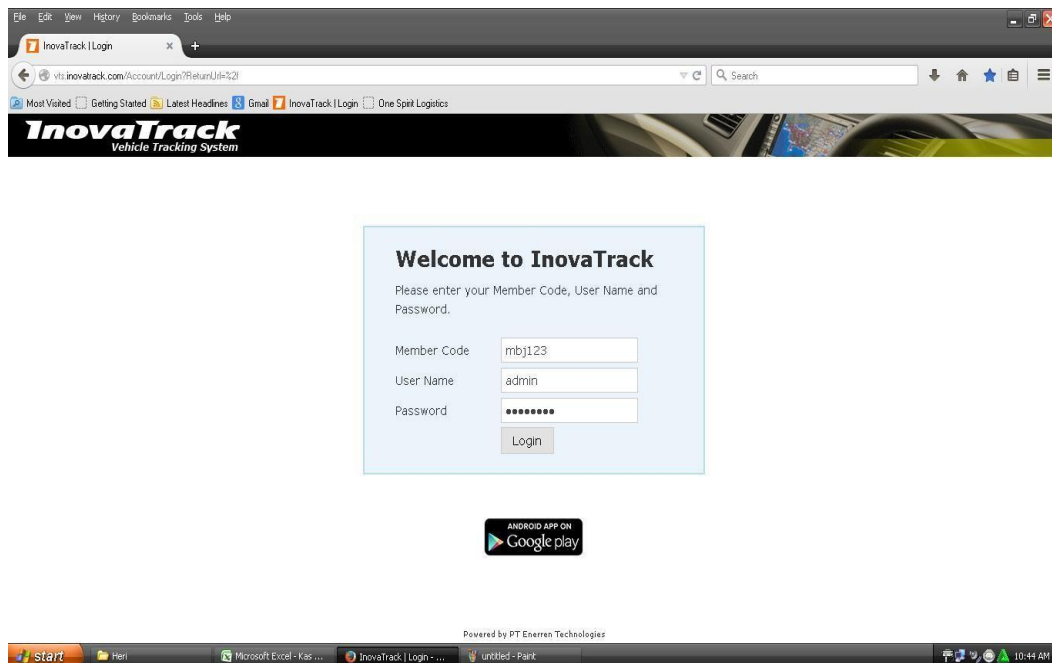 File Edit View History Bookmarks Tools Help
InovaTrack | Login
vts.inovatrack.com/Account/Login?ReturnUrl=%2f
Search
Most Visited Getting Started Latest Headlines Gmail InovaTrack | Login One Spirit Logistics
InovaTrack
Vehicle Tracking System
Welcome to InovaTrack
Please enter your Member Code, User Name and
Password.
Member Code mbj123
User Name admin
Password ••••••••
Login
ANDROID APP ON
Google play
Powered by PT Enerren Technologies
start Heri Microsoft Excel - Kas ... InovaTrack | Login - ... untitled - Paint 10:44 AM